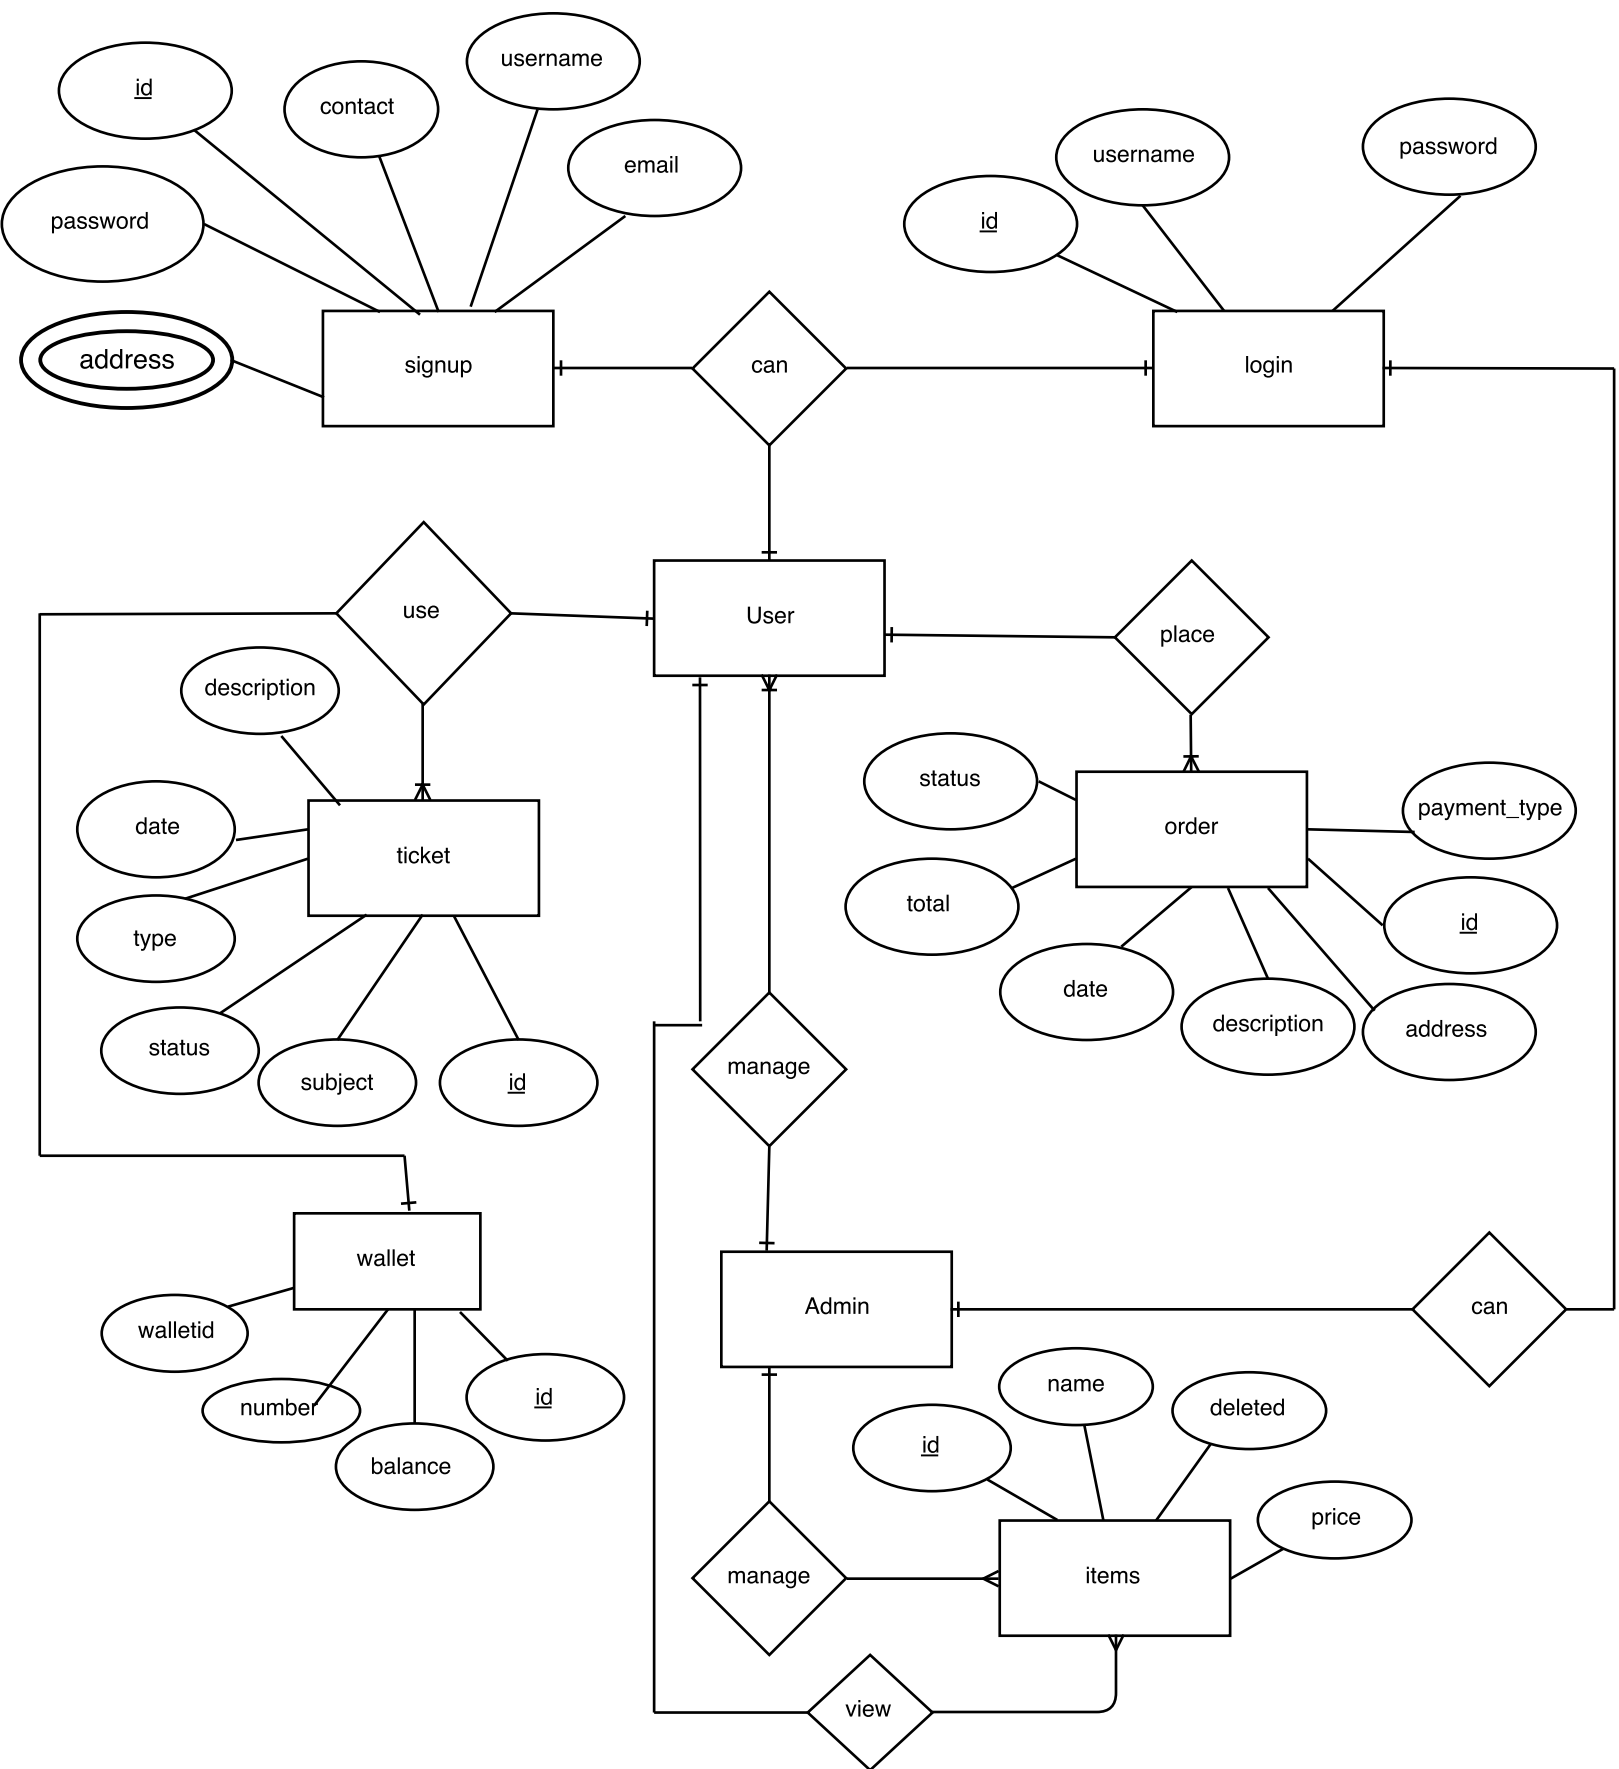 username
id
contact
password
username
email
id
password
address
signup
can
login
use
User
place
description
status
payment_type
date
ticket
order
total
id
type
date
description
address
status
subject
id
manage
wallet
Admin
can
walletid
number
id
balance
name
deleted
id
price
manage
items
view